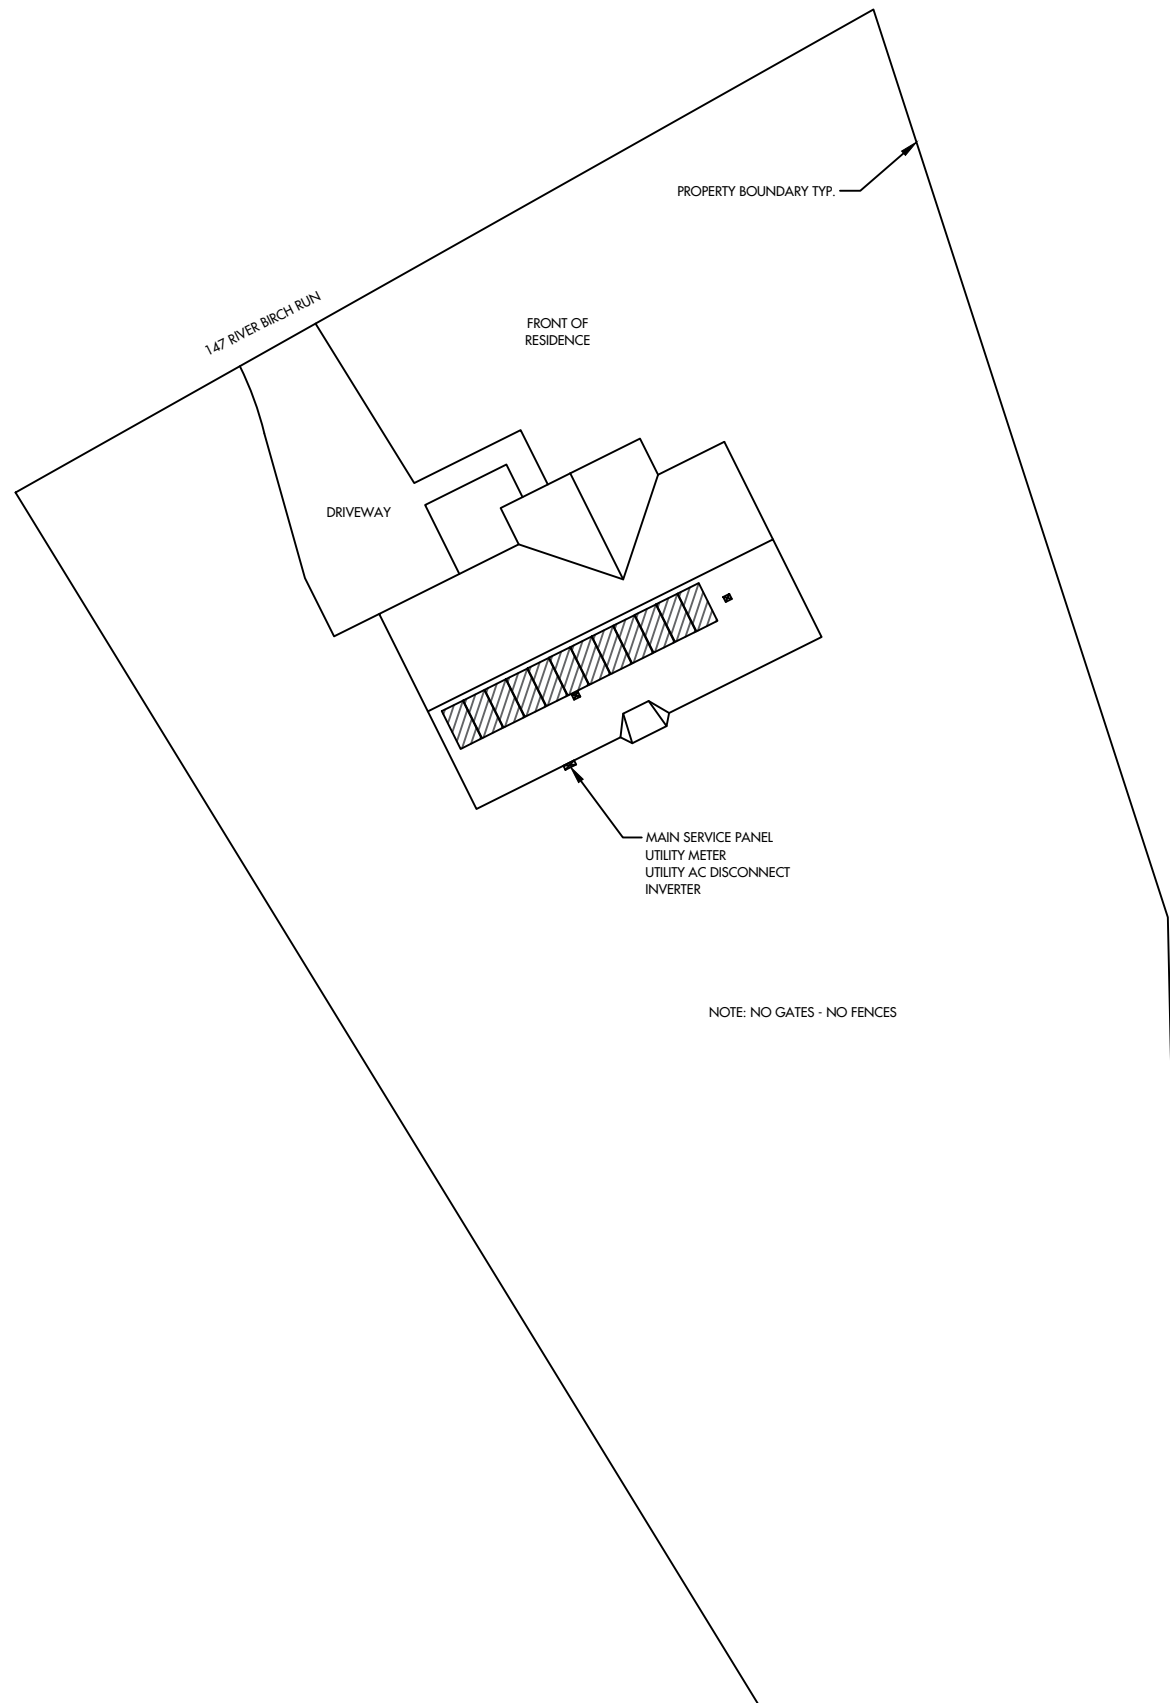 PROPERTY BOUNDARY TYP.
147 RIVER BIRCH RUN
FRONT OF
RESIDENCE
DRIVEWAY
MAIN SERVICE PANEL
UTILITY METER
UTILITY AC DISCONNECT
INVERTER
NOTE: NO GATES - NO FENCES